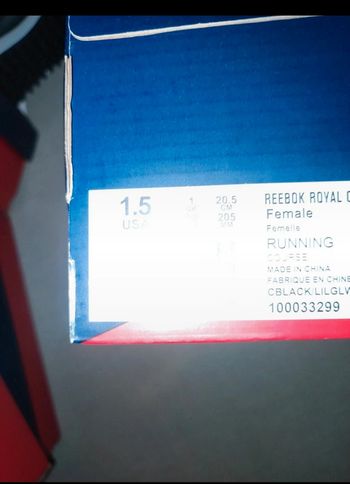 1.5
USA
1
20.5
CM
205
MM
REEBOK ROYAL
Female
Femelle
RUNNING
COURSE
MADE IN CHINA
FABRIQUE EN CHINE
CBLACK/LILGLW
100033299